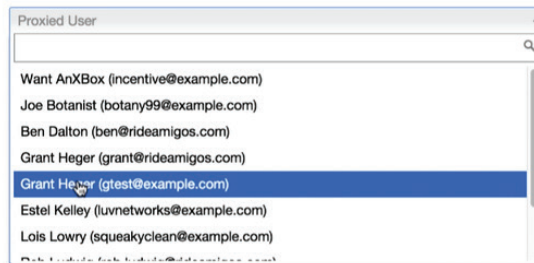 Proxied User
Want AnXBox (incentive@example.com)
Joe Botanist (botany99@example.com)
Ben Dalton (ben@rideamigos.com)
Grant Heger (grant@rideamigos.com)
Grant Heger (gtest@example.com)
Estel Kelley (luvnetworks@example.com)
Lois Lowry (squeakyclean@example.com)